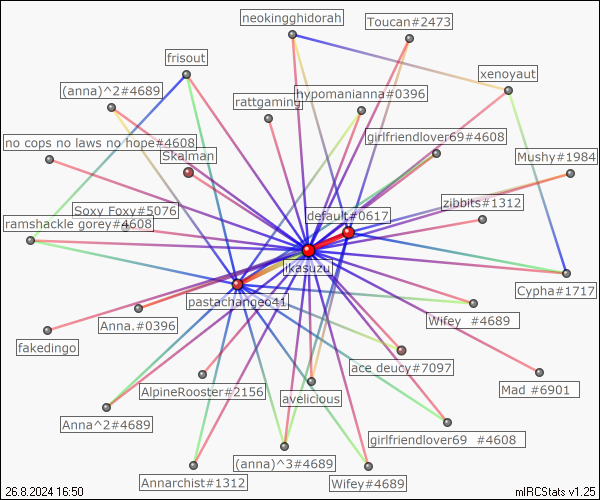 neokingghidorah
Toucan#2473
frisout
xenoyaut
(anna)^2#4689
rattgaming
hypomanianna#0396
no cops no laws no hope#4608
girlfriendlover69#4608
Skalman
Mushy#1984
Soxy Foxy#5076
zibbits#1312
ramshackle gorey#4608
default#0617
ikasuzu
Cypha#1717
pastachange41
Anna.#0396
Wifey #4689
fakedingo
ace deucy#7097
AlpineRooster#2156
avelicious
Mad #6901
Anna^2#4689
girlfriendlover69 #4608
(anna)^3#4689
Annarchist#1312
Wifey#4689
26.8.2024 16:50
mIRCStats v1.25